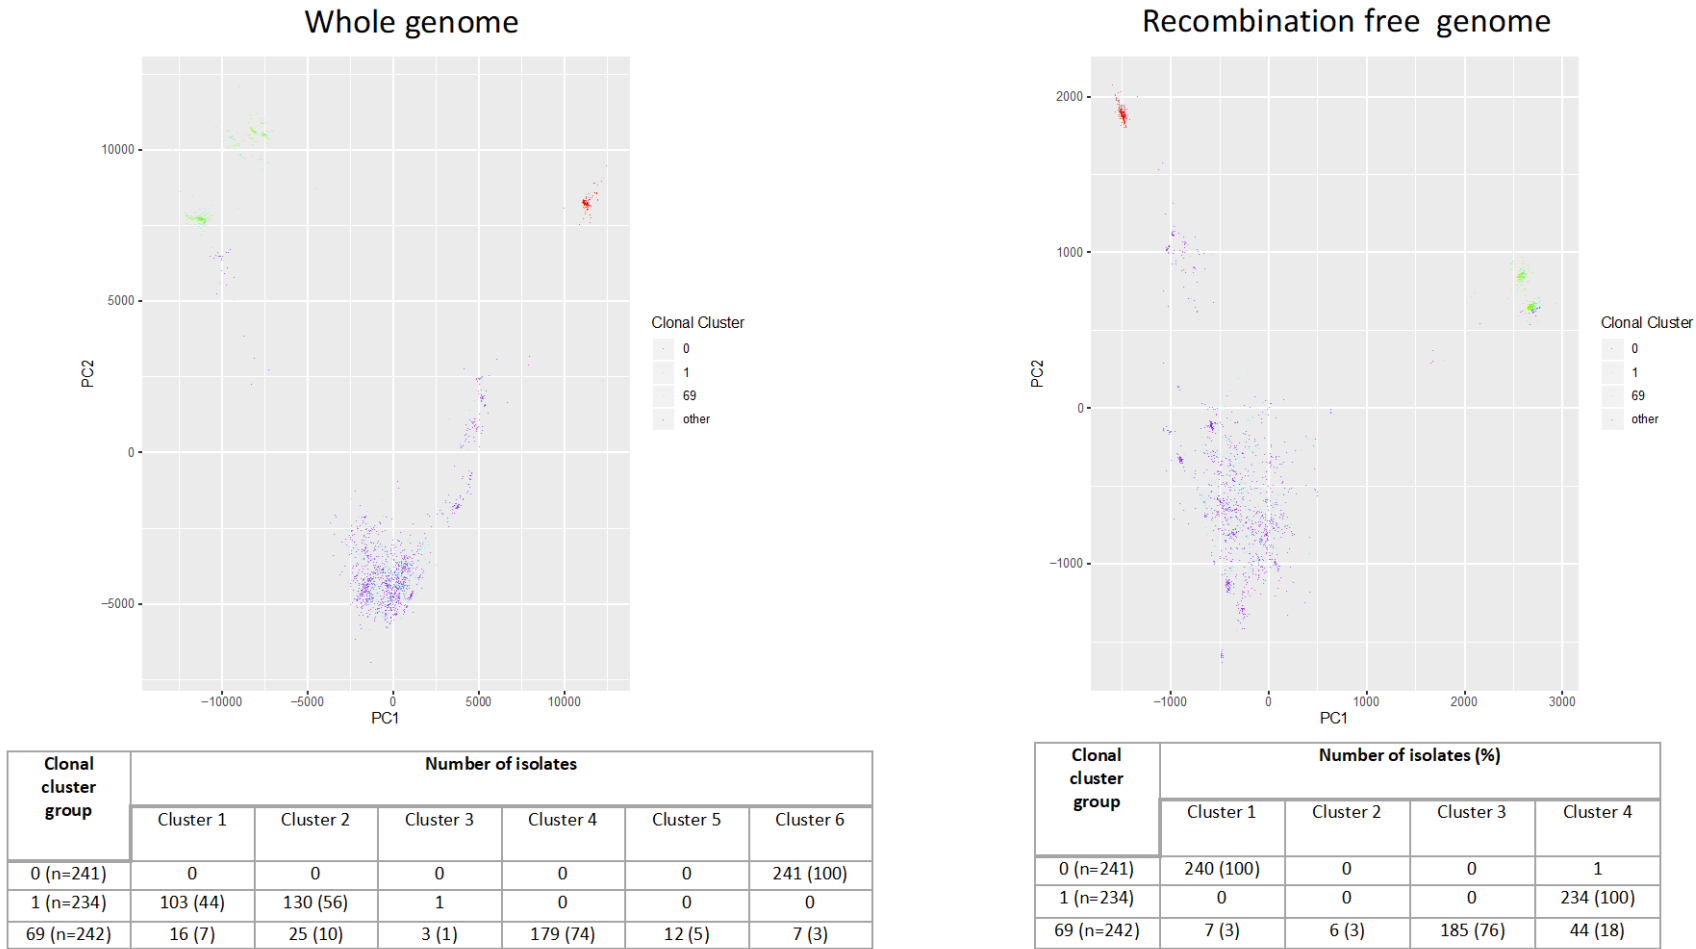 Whole genome
10000
5000
0
−5000
PC2
−10000 −5000 0 5000 10000
PC1
Clonal Cluster
0
1
69
other
Clonal cluster group
Number of isolates
Cluster 1 Cluster 2 Cluster 3 Cluster 4 Cluster 5 Cluster 6
0 (n=241) 0 0 0 0 0 241 (100)
1 (n=234) 103 (44) 130 (56) 1 0 0 0
69 (n=242) 16 (7) 25 (10) 3 (1) 179 (74) 12 (5) 7 (3)
Recombination free genome
2000
1000
0
−1000
PC2
−1000 0 1000 2000 3000
PC1
Clonal Cluster
0
1
69
other
Clonal cluster group
Number of isolates (%)
Cluster 1 Cluster 2 Cluster 3 Cluster 4
0 (n=241) 240 (100) 0 0 1
1 (n=234) 0 0 0 234 (100)
69 (n=242) 7 (3) 6 (3) 185 (76) 44 (18)